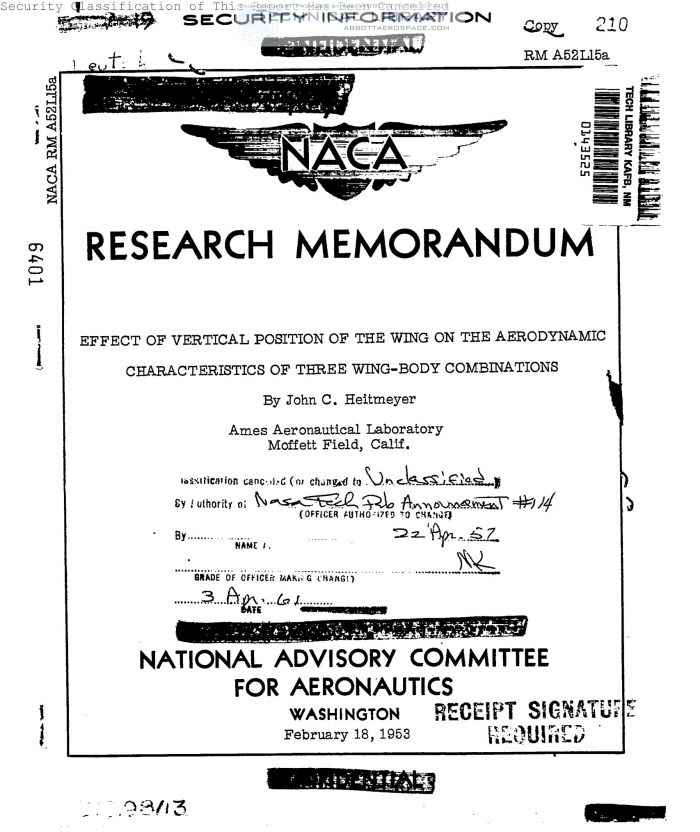 Security Classification of This Report Has Been Cancelled
SECURITY INFORMATION
ABBOTTAEROSPACE.COM
CONFIDENTIAL
Copy 210
RM A52L15a
NACA RM A52L15a
TECH LIBRARY KAFB, NM
0143525
NACA
RESEARCH MEMORANDUM
6401
EFFECT OF VERTICAL POSITION OF THE WING ON THE AERODYNAMIC
CHARACTERISTICS OF THREE WING-BODY COMBINATIONS
By John C. Heitmeyer
Ames Aeronautical Laboratory
Moffett Field, Calif.
(or changed to Unclassified
By Authority of Nasa Tech Pub Announcement #114
(OFFICER AUTHORIZED TO CHANGE)
By 22 Apr. 57
NAME
NK
GRADE OF OFFICER MAKING CHANGE)
3 Apr. 61
DATE
NATIONAL ADVISORY COMMITTEE
FOR AERONAUTICS
WASHINGTON
February 18, 1953
RECEIPT SIGNATURE
REQUIRED
CONFIDENTIAL